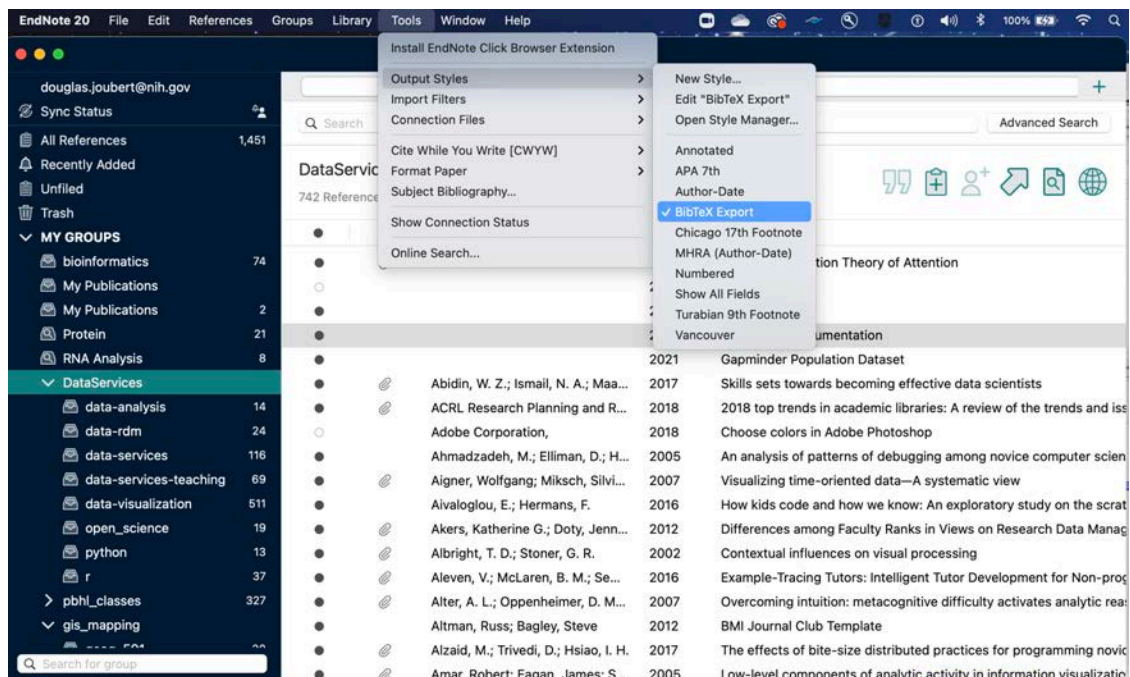 EndNote 20 File Edit References Groups Library Tools Window Help 100%
douglas.joubert@nih.gov
Sync Status
All References 1,451
Recently Added
Unfiled
Trash
MY GROUPS
bioinformatics 74
My Publications
My Publications 2
Protein 21
RNA Analysis 8
DataServices
data-analysis 14
data-rdm 24
data-services 116
data-services-teaching 69
data-visualization 511
open_science 19
python 13
r 37
pbhl_classes 327
gis_mapping
Search for group
Install EndNote Click Browser Extension
Output Styles
Import Filters
Connection Files
Cite While You Write [CWYW]
Format Paper
Subject Bibliography...
Show Connection Status
Online Search...
New Style...
Edit "BibTeX Export"
Open Style Manager...
Annotated
APA 7th
Author-Date
BibTeX Export
Chicago 17th Footnote
MHRA (Author-Date)
Numbered
Show All Fields
Turabian 9th Footnote
Vancouver
Search
Advanced Search
DataServic
742 Reference
tion Theory of Attention
umentation
2021 Gapminder Population Dataset
Abidin, W. Z.; Ismail, N. A.; Maa... 2017 Skills sets towards becoming effective data scientists
ACRL Research Planning and R... 2018 2018 top trends in academic libraries: A review of the trends and iss
Adobe Corporation, 2018 Choose colors in Adobe Photoshop
Ahmadzadeh, M.; Elliman, D.; H... 2005 An analysis of patterns of debugging among novice computer scien
Aigner, Wolfgang; Miksch, Silvi... 2007 Visualizing time-oriented data—A systematic view
Aivaloglou, E.; Hermans, F. 2016 How kids code and how we know: An exploratory study on the scrat
Akers, Katherine G.; Doty, Jenn... 2012 Differences among Faculty Ranks in Views on Research Data Manag
Albright, T. D.; Stoner, G. R. 2002 Contextual influences on visual processing
Aleven, V.; McLaren, B. M.; Se... 2016 Example-Tracing Tutors: Intelligent Tutor Development for Non-prog
Alter, A. L.; Oppenheimer, D. M... 2007 Overcoming intuition: metacognitive difficulty activates analytic rea
Altman, Russ; Bagley, Steve 2012 BMI Journal Club Template
Alzaid, M.; Trivedi, D.; Hsiao, I. H. 2017 The effects of bite-size distributed practices for programming novic
Amar, Robert; Eagan, James; S... 2005 Low-level components of analytic activity in information visualizatio